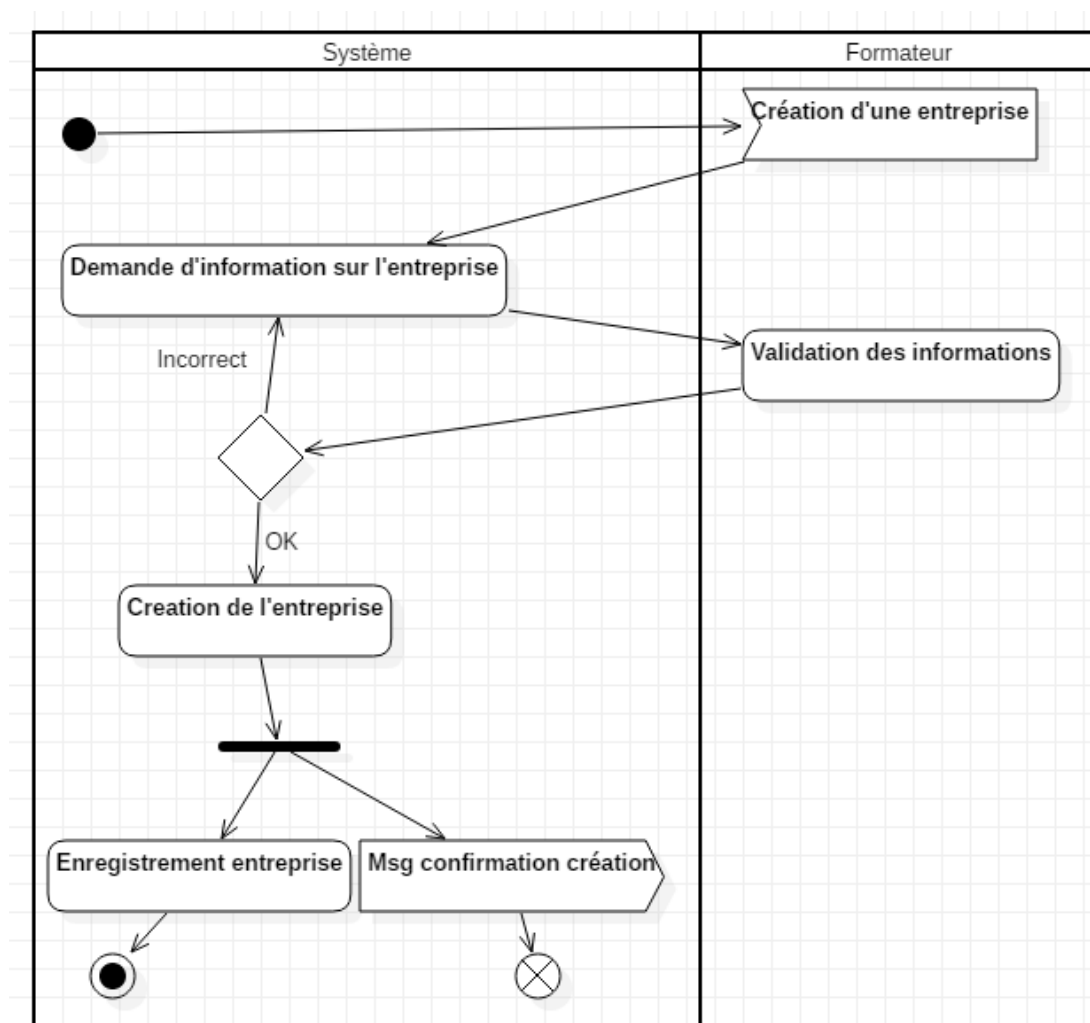 Système
Formateur
Création d'une entreprise
Demande d'information sur l'entreprise
Validation des informations
Incorrect
OK
Creation de l'entreprise
Enregistrement entreprise
Msg confirmation création